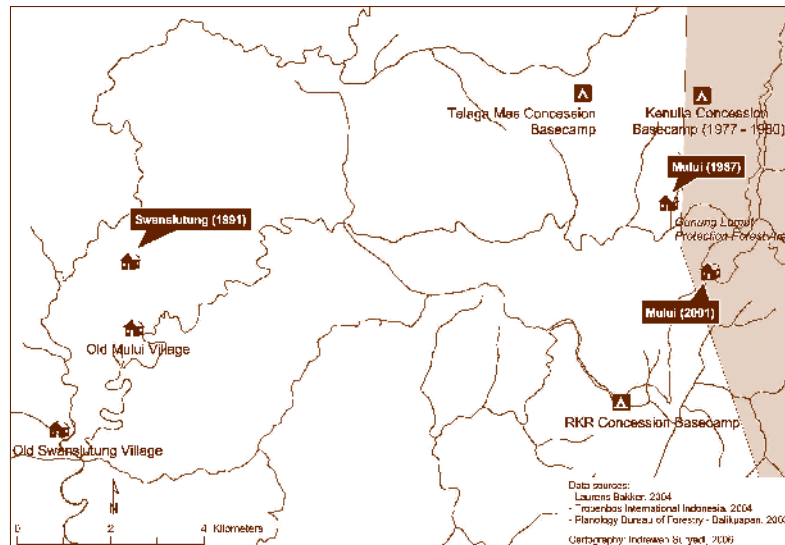 Telaga Mas Concession
Basecamp
Kenulla Concession
Basecamp (1977 - 1980)
Mului (1987)
Swanslutung (1991)
Gunung Lumut
Protection Forest
Mului (2001)
Old Mului Village
RKR Concession Basecamp
Old Swanslutung Village
N
0 2 4 Kilometers
Data sources:
- Laurens Bakker, 2004
- Tropenbos International Indonesia, 2004
- Planology Bureau of Forestry - Balikpapan,
Cartography: Indrawan Suryadi, 2006